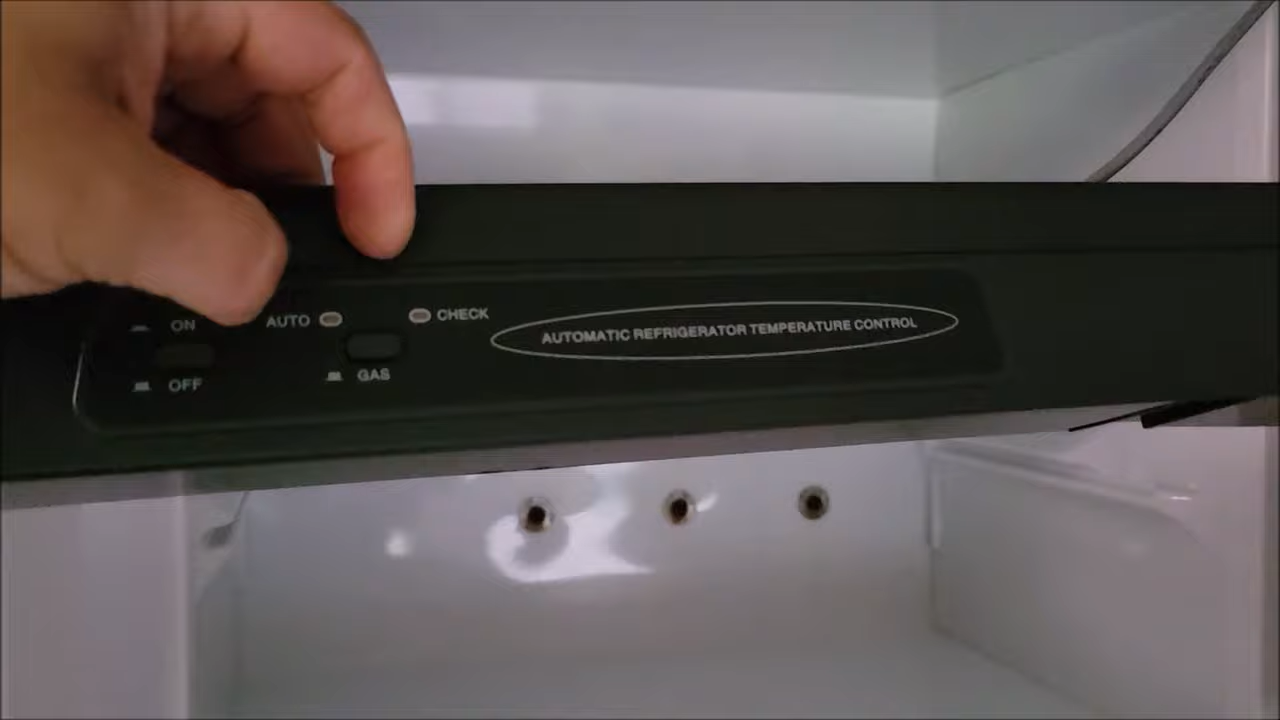 ON
OFF
AUTO
GAS
CHECK
AUTOMATIC REFRIGERATOR TEMPERATURE CONTROL